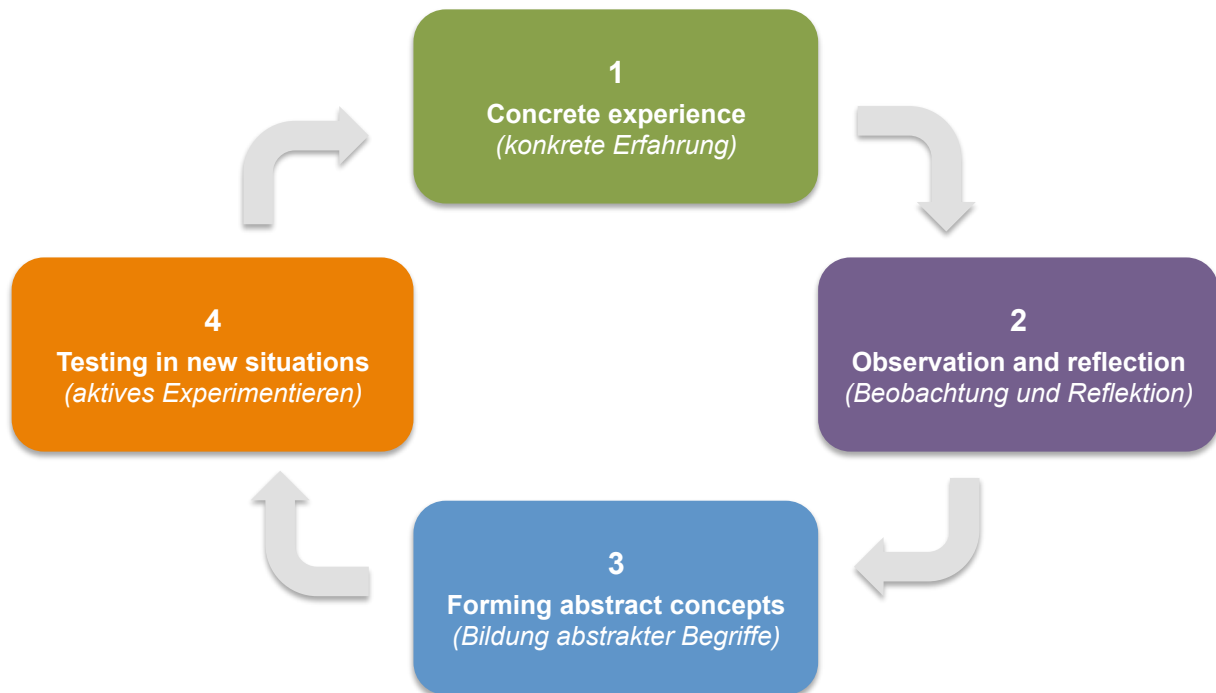 1
Concrete experience
(konkrete Erfahrung)
2
Observation and reflection
(Beobachtung und Reflektion)
3
Forming abstract concepts
(Bildung abstrakter Begriffe)
4
Testing in new situations
(aktives Experimentieren)